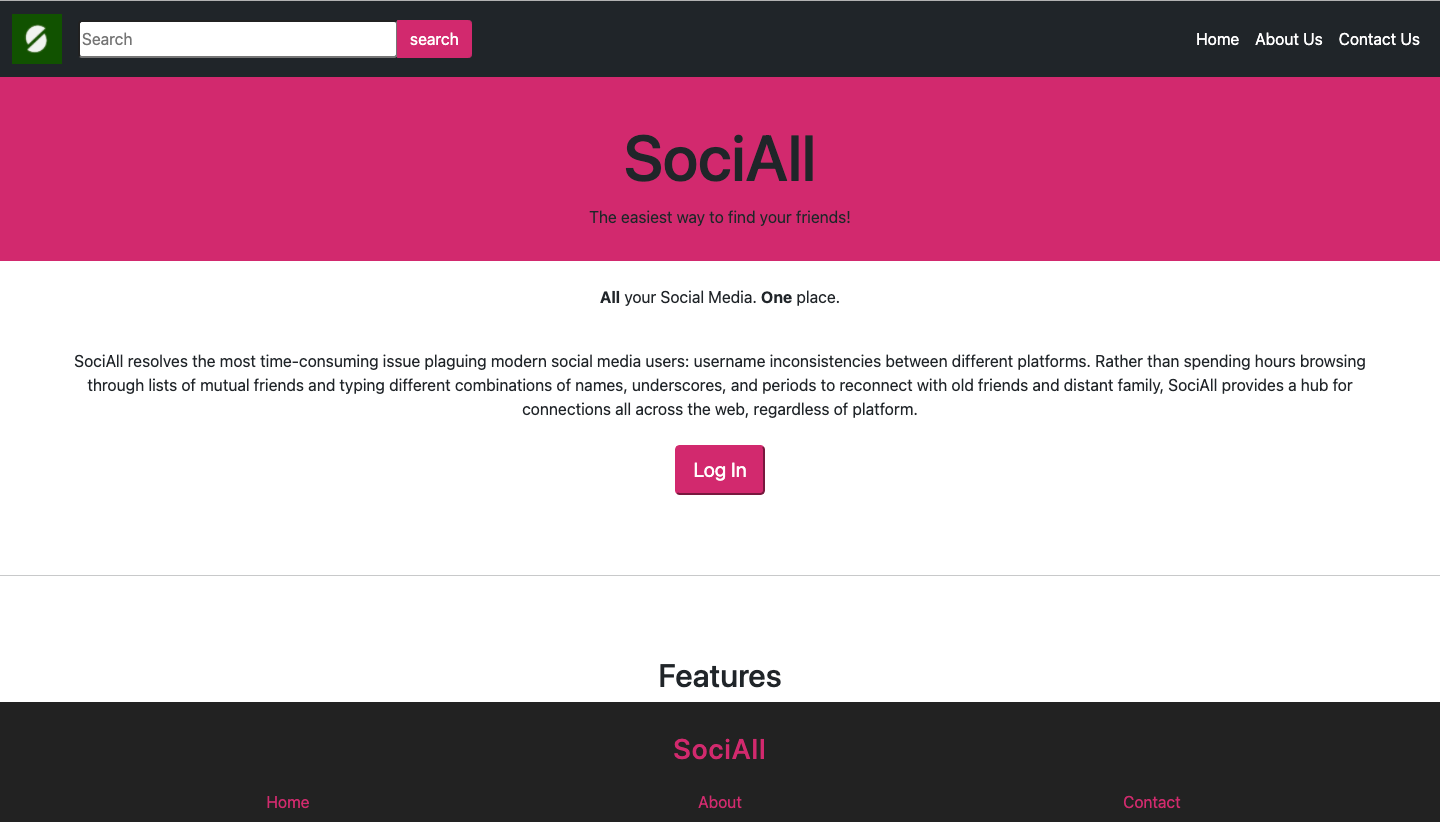 Search
search
Home
About Us
Contact Us
SociAll
The easiest way to find your friends!
All your Social Media. One place.
SociAll resolves the most time-consuming issue plaguing modern social media users: username inconsistencies between different platforms. Rather than spending hours browsing
through lists of mutual friends and typing different combinations of names, underscores, and periods to reconnect with old friends and distant family, SociAll provides a hub for
connections all across the web, regardless of platform.
Log In
Features
SociAll
Home
About
Contact